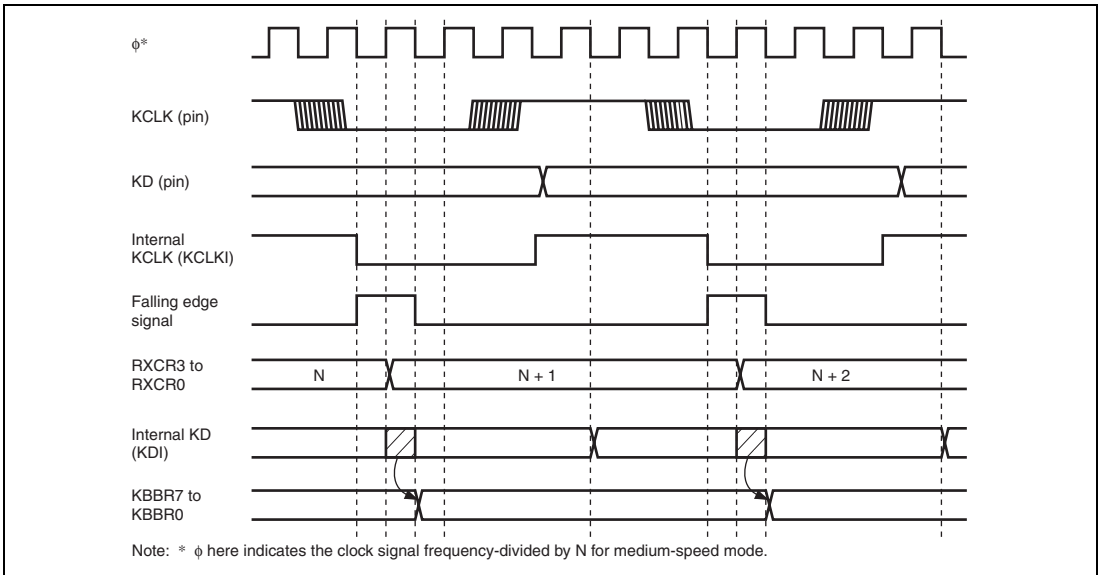 ϕ*
KCLK (pin)
KD (pin)
Internal
KCLK (KCLKI)
Falling edge
signal
RXCR3 to
RXCR0
N
N + 1
N + 2
Internal KD
(KDI)
KBBR7 to
KBBR0
Note: * ϕ here indicates the clock signal frequency-divided by N for medium-speed mode.